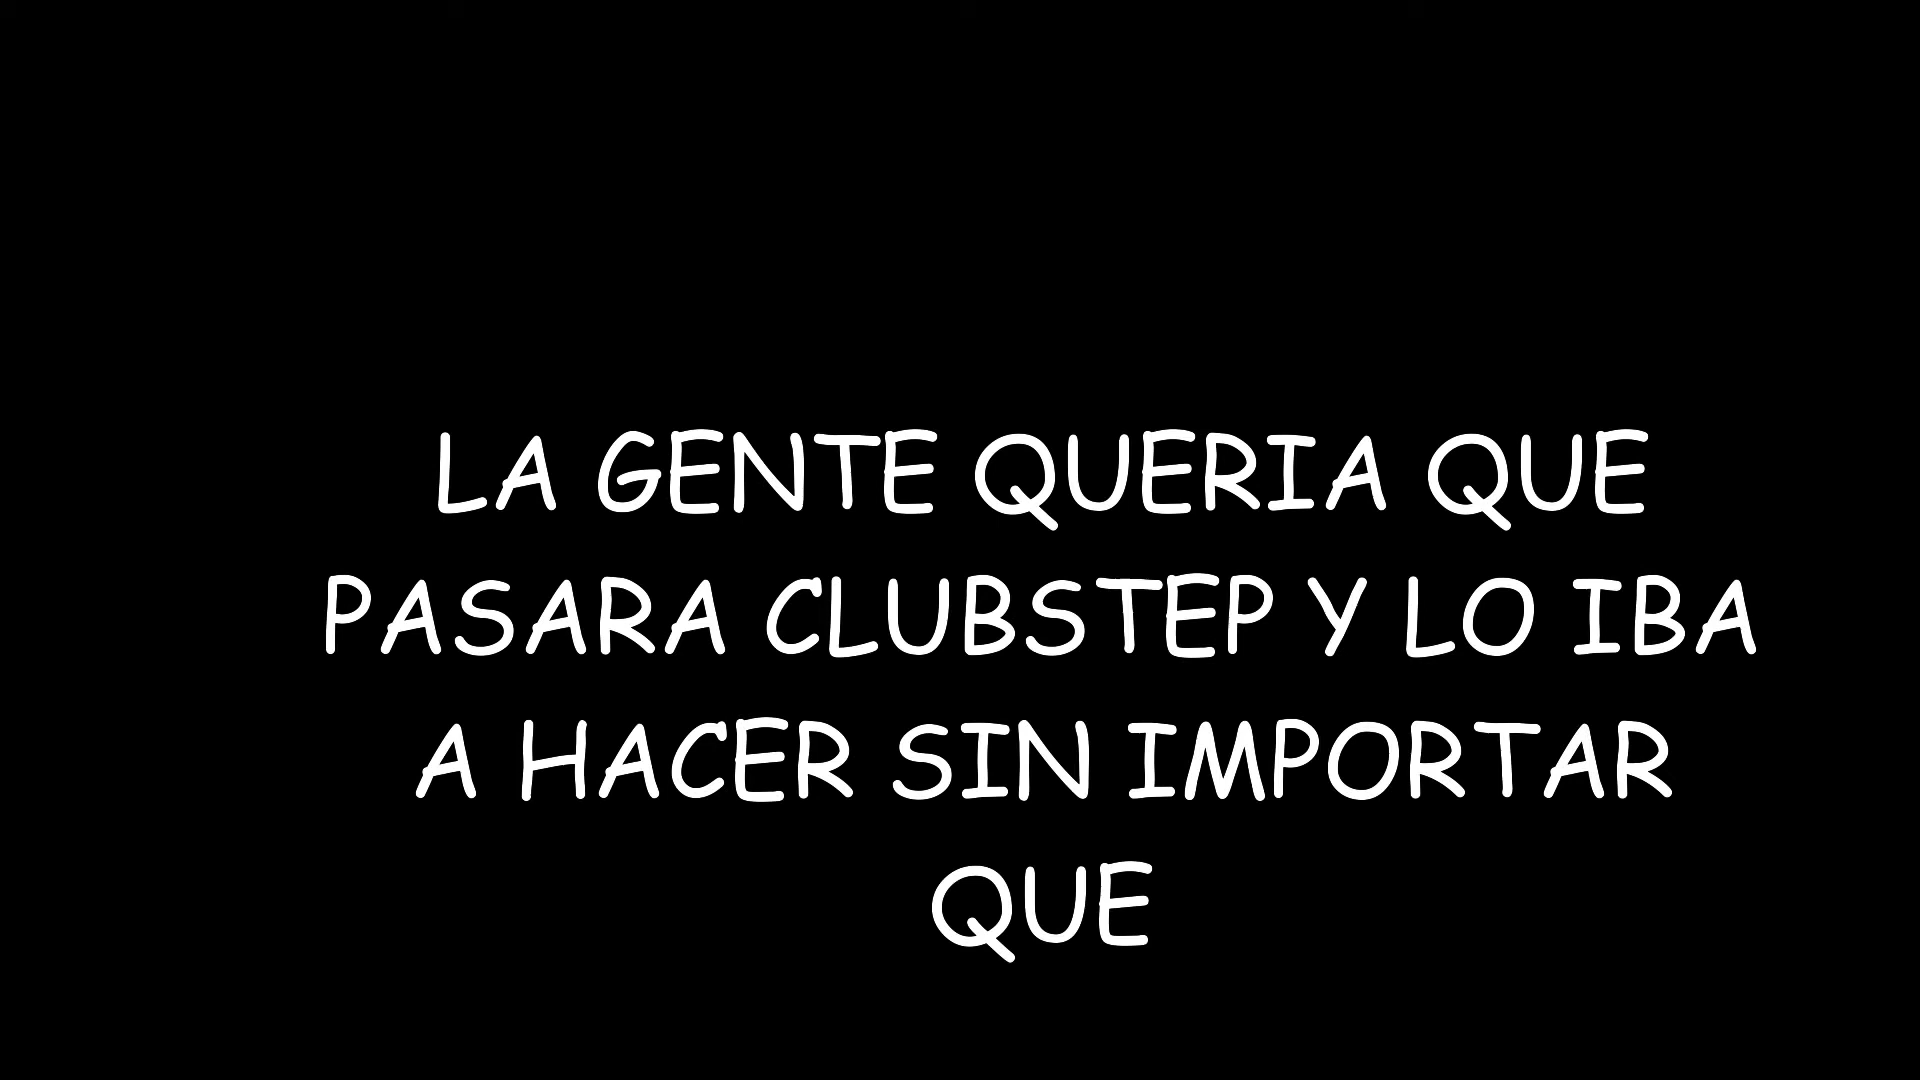 LA GENTE QUERIA QUE
PASARA CLUBSTEP Y LO IBA
A HACER SIN IMPORTAR
QUE